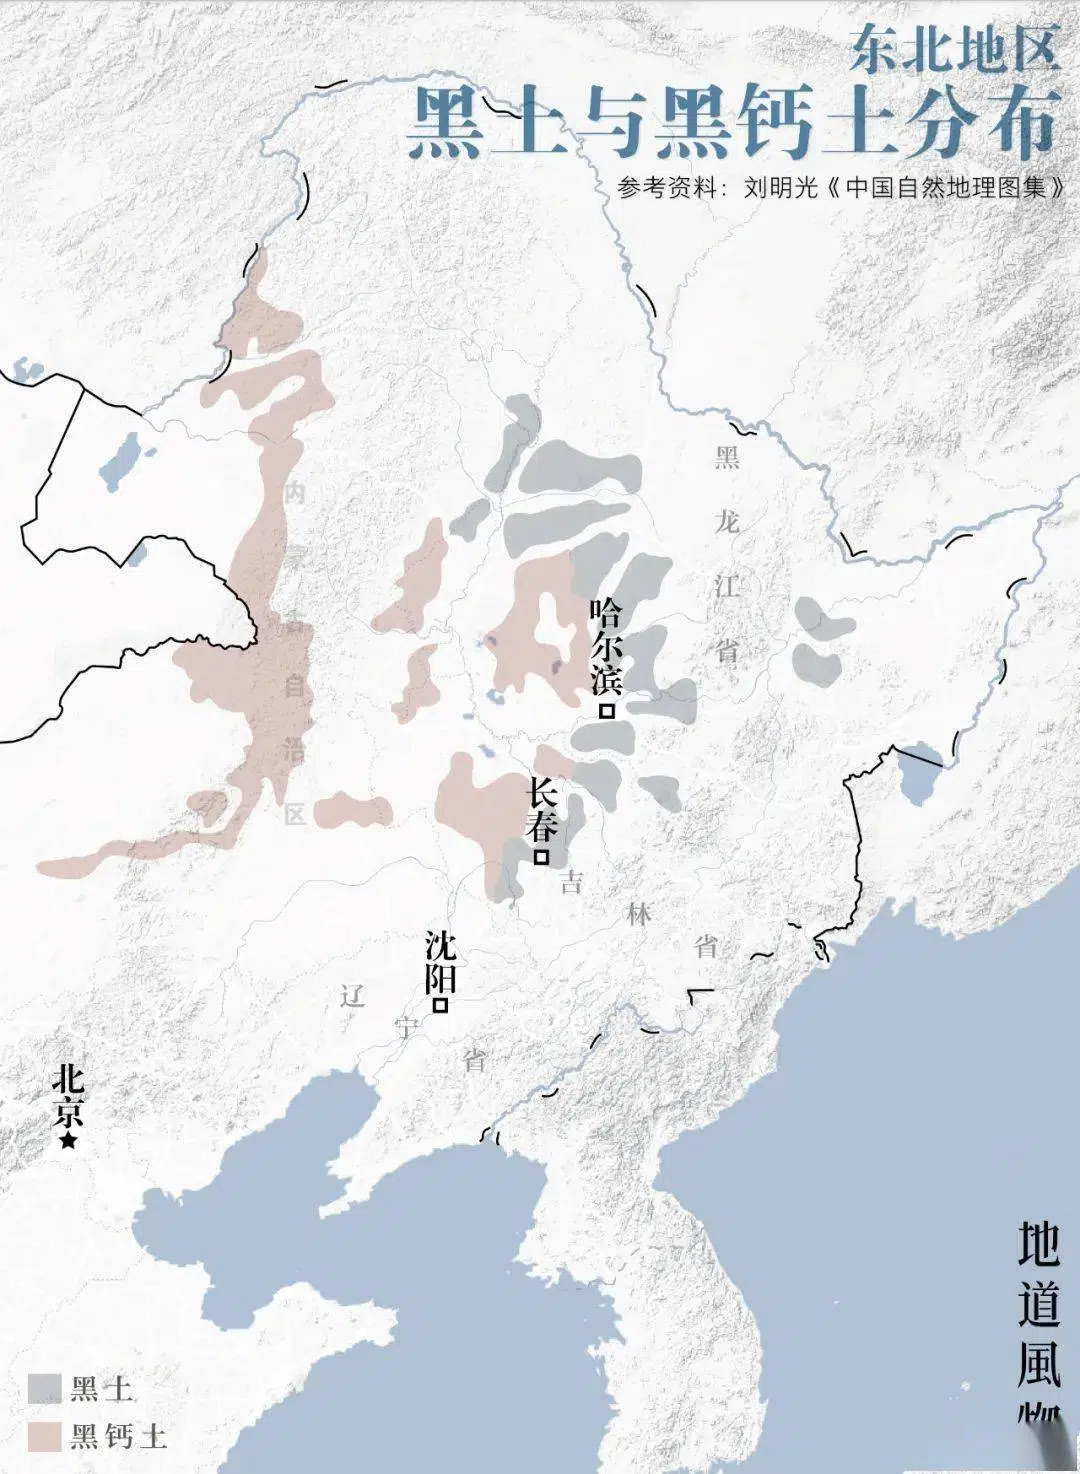 东北地区
黑土与黑钙土分布
参考资料：刘明光《中国自然地理图集》
黑龙江省
内蒙古自治区
哈尔滨
长春
吉林省
沈阳
辽宁省
北京
地道風物
黑土
黑钙土